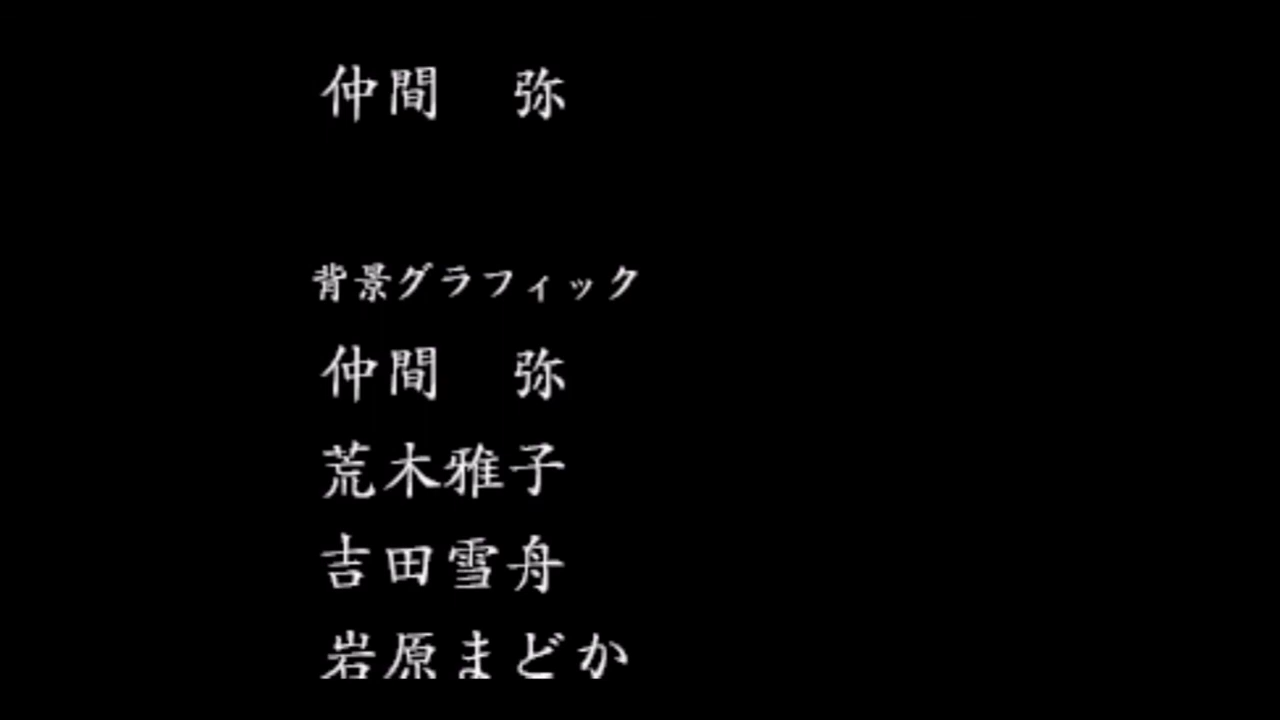 仲間　弥
背景グラフィック
仲間　弥
荒木雅子
吉田雪舟
岩原まどか